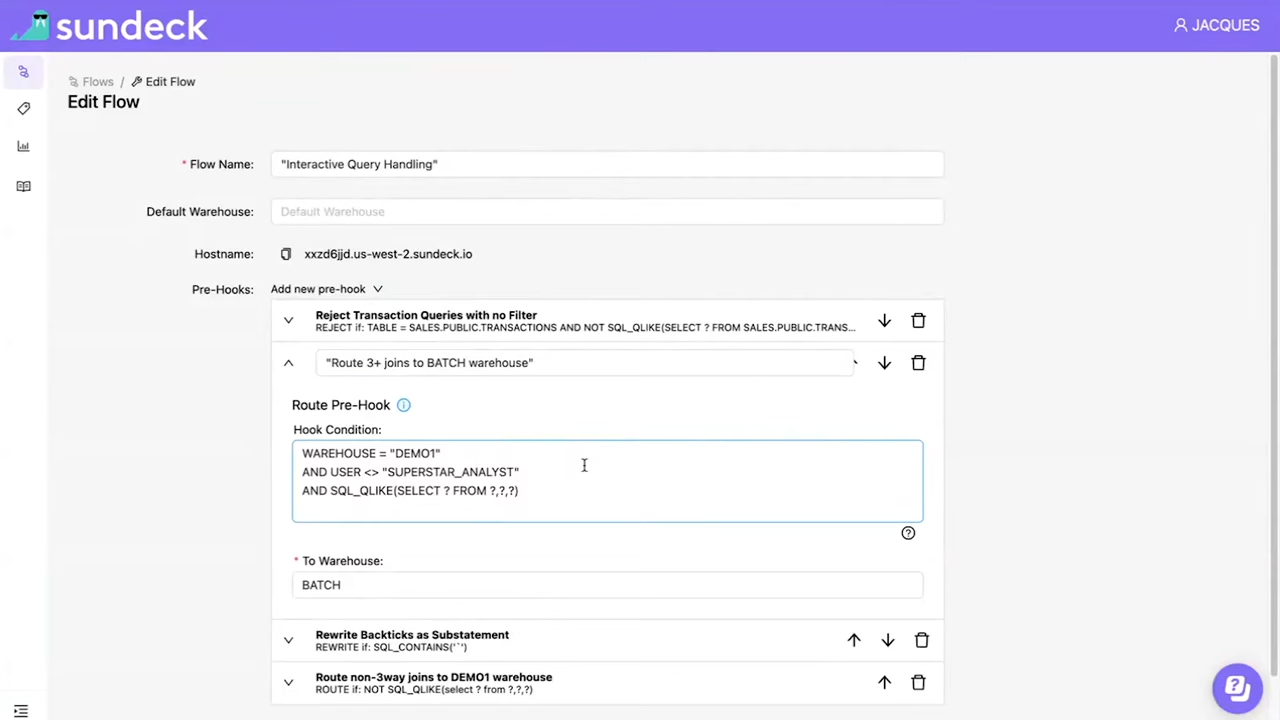 sundeck
JACQUES
Flows / Edit Flow
Edit Flow
* Flow Name: "Interactive Query Handling"
Default Warehouse: Default Warehouse
Hostname: xxzd6jjd.us-west-2.sundeck.io
Pre-Hooks: Add new pre-hook
Reject Transaction Queries with no Filter
REJECT if: TABLE = SALES.PUBLIC.TRANSACTIONS AND NOT SQL_QLIKE(SELECT ? FROM SALES.PUBLIC.TRANS...
"Route 3+ joins to BATCH warehouse"
Route Pre-Hook
Hook Condition:
WAREHOUSE = "DEMO1"
AND USER <> "SUPERSTAR_ANALYST"
AND SQL_QLIKE(SELECT ? FROM ?,?,?)
* To Warehouse:
BATCH
Rewrite Backticks as Substatement
REWRITE if: SQL_CONTAINS('`')
Route non-3way joins to DEMO1 warehouse
ROUTE if: NOT SQL_QLIKE(select ? from ?,?,?)